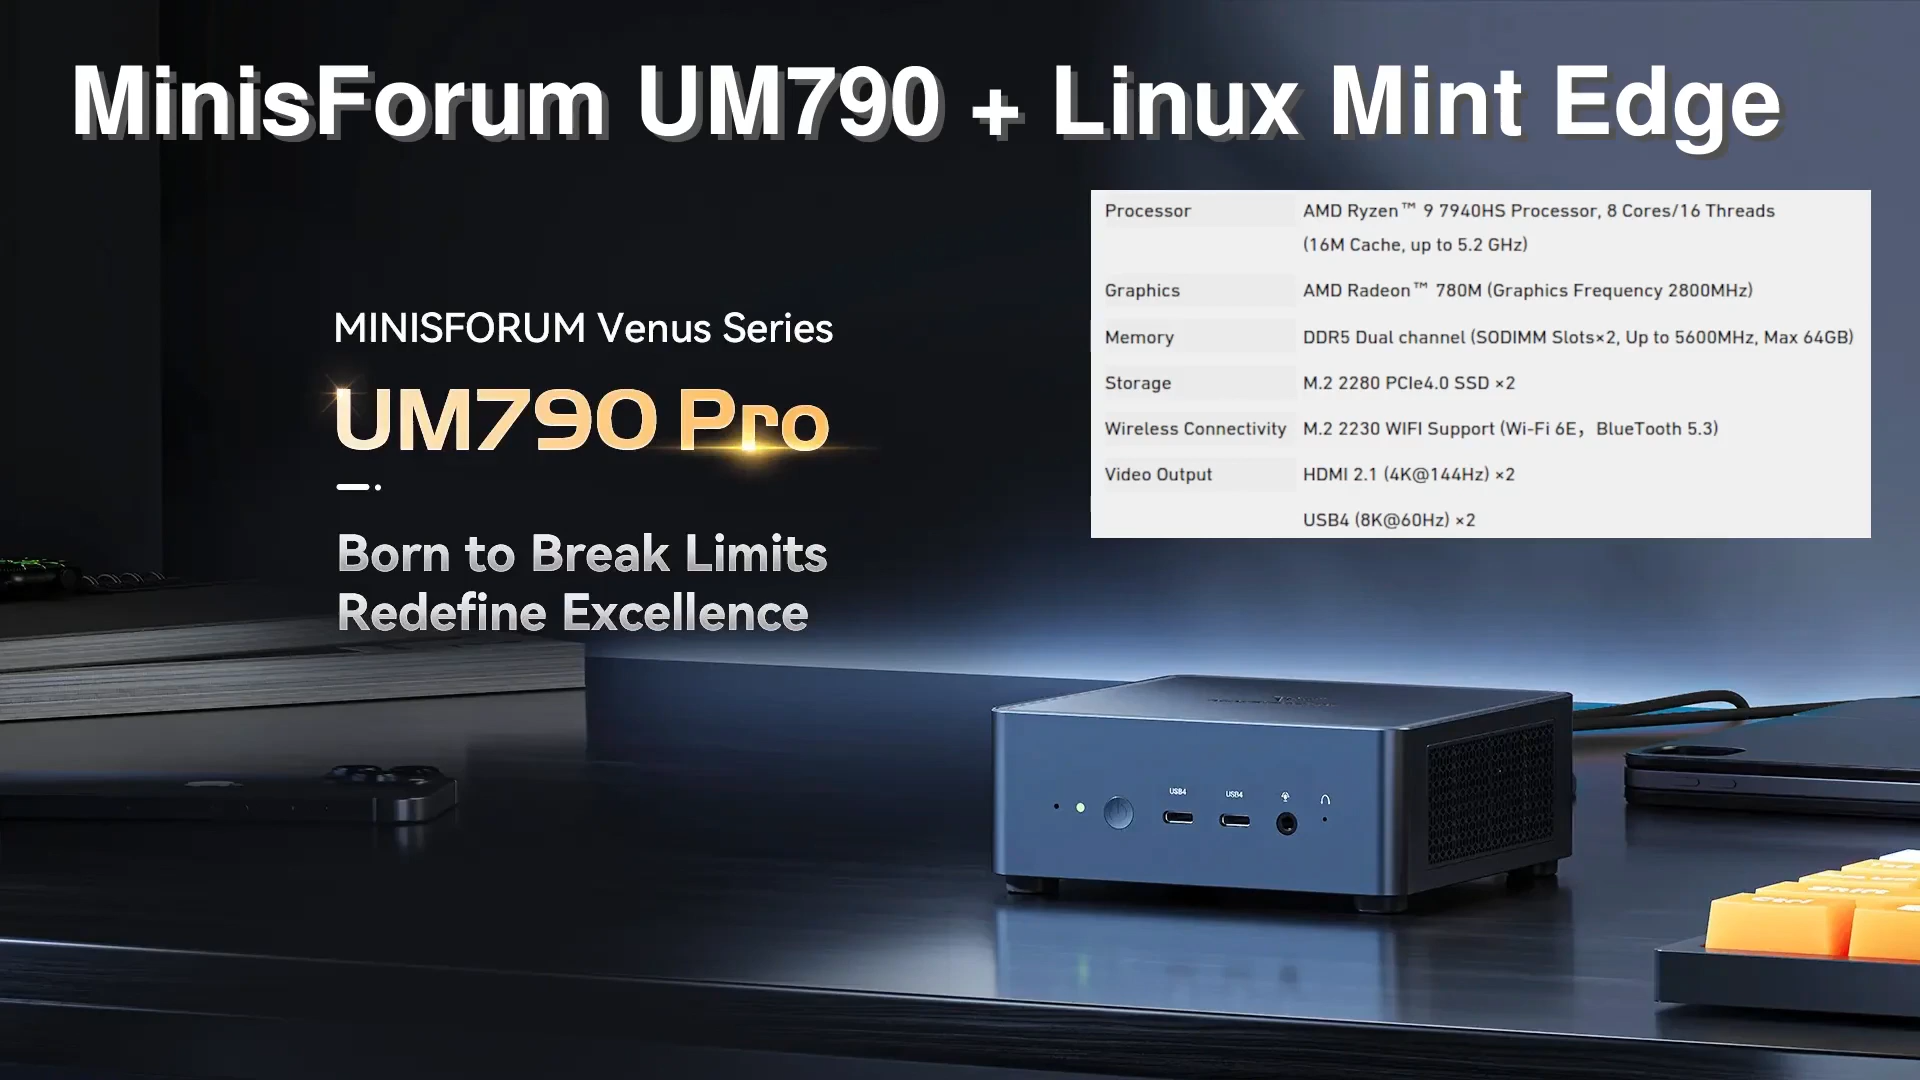 MinisForum UM790 + Linux Mint Edge
Processor AMD Ryzen™ 9 7940HS Processor, 8 Cores/16 Threads
(16M Cache, up to 5.2 GHz)
Graphics AMD Radeon™ 780M (Graphics Frequency 2800MHz)
Memory DDR5 Dual channel (SODIMM Slots×2, Up to 5600MHz, Max 64GB)
Storage M.2 2280 PCIe4.0 SSD ×2
Wireless Connectivity M.2 2230 WIFI Support (Wi-Fi 6E，BlueTooth 5.3)
Video Output HDMI 2.1 (4K@144Hz) ×2
USB4 (8K@60Hz) ×2
MINISFORUM Venus Series
UM790 Pro
Born to Break Limits
Redefine Excellence
USB4 USB4
Shift
Ctrl